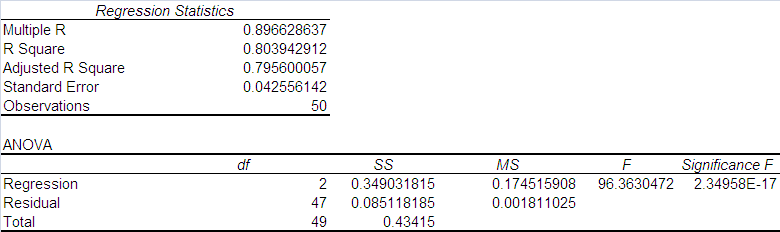 Regression Statistics
Multiple R 0.896628637
R Square 0.803942912
Adjusted R Square 0.795600057
Standard Error 0.042556142
Observations 50
ANOVA
df SS MS F Significance F
Regression 2 0.349031815 0.174515908 96.3630472 2.34958E-17
Residual 47 0.085118185 0.001811025
Total 49 0.43415